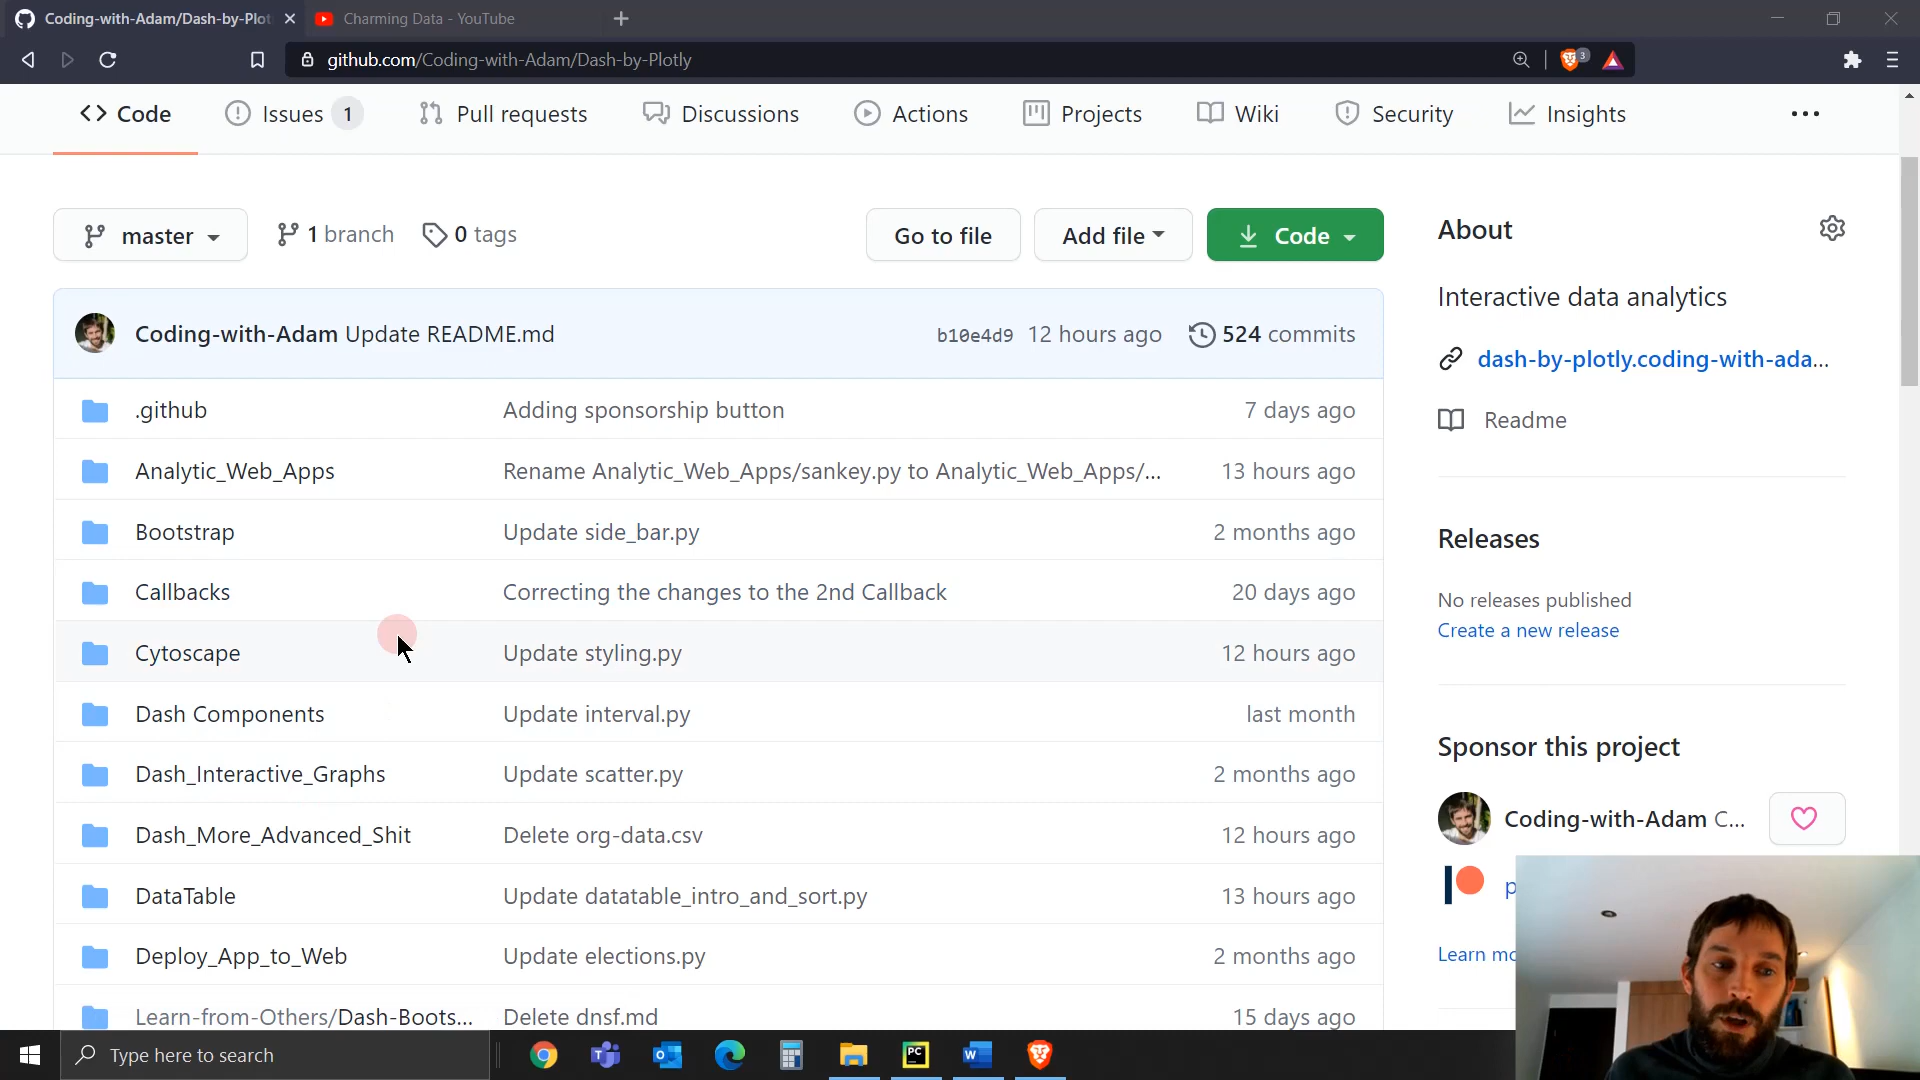 Coding-with-Adam/Dash-by-Plot
Charming Data - YouTube
github.com/Coding-with-Adam/Dash-by-Plotly
3
Code
Issues 1
Pull requests
Discussions
Actions
Projects
Wiki
Security
Insights
master
1 branch
0 tags
Go to file
Add file
Code
Coding-with-Adam Update README.md b10e4d9 12 hours ago 524 commits
.github Adding sponsorship button 7 days ago
Analytic_Web_Apps Rename Analytic_Web_Apps/sankey.py to Analytic_Web_Apps/... 13 hours ago
Bootstrap Update side_bar.py 2 months ago
Callbacks Correcting the changes to the 2nd Callback 20 days ago
Cytoscape Update styling.py 12 hours ago
Dash Components Update interval.py last month
Dash_Interactive_Graphs Update scatter.py 2 months ago
Dash_More_Advanced_Shit Delete org-data.csv 12 hours ago
DataTable Update datatable_intro_and_sort.py 13 hours ago
Deploy_App_to_Web Update elections.py 2 months ago
Learn-from-Others/Dash-Boots... Delete dnsf.md 15 days ago
About
Interactive data analytics
dash-by-plotly.coding-with-ada...
Readme
Releases
No releases published
Create a new release
Sponsor this project
Coding-with-Adam C...
p
Learn mo
Type here to search
PC
W